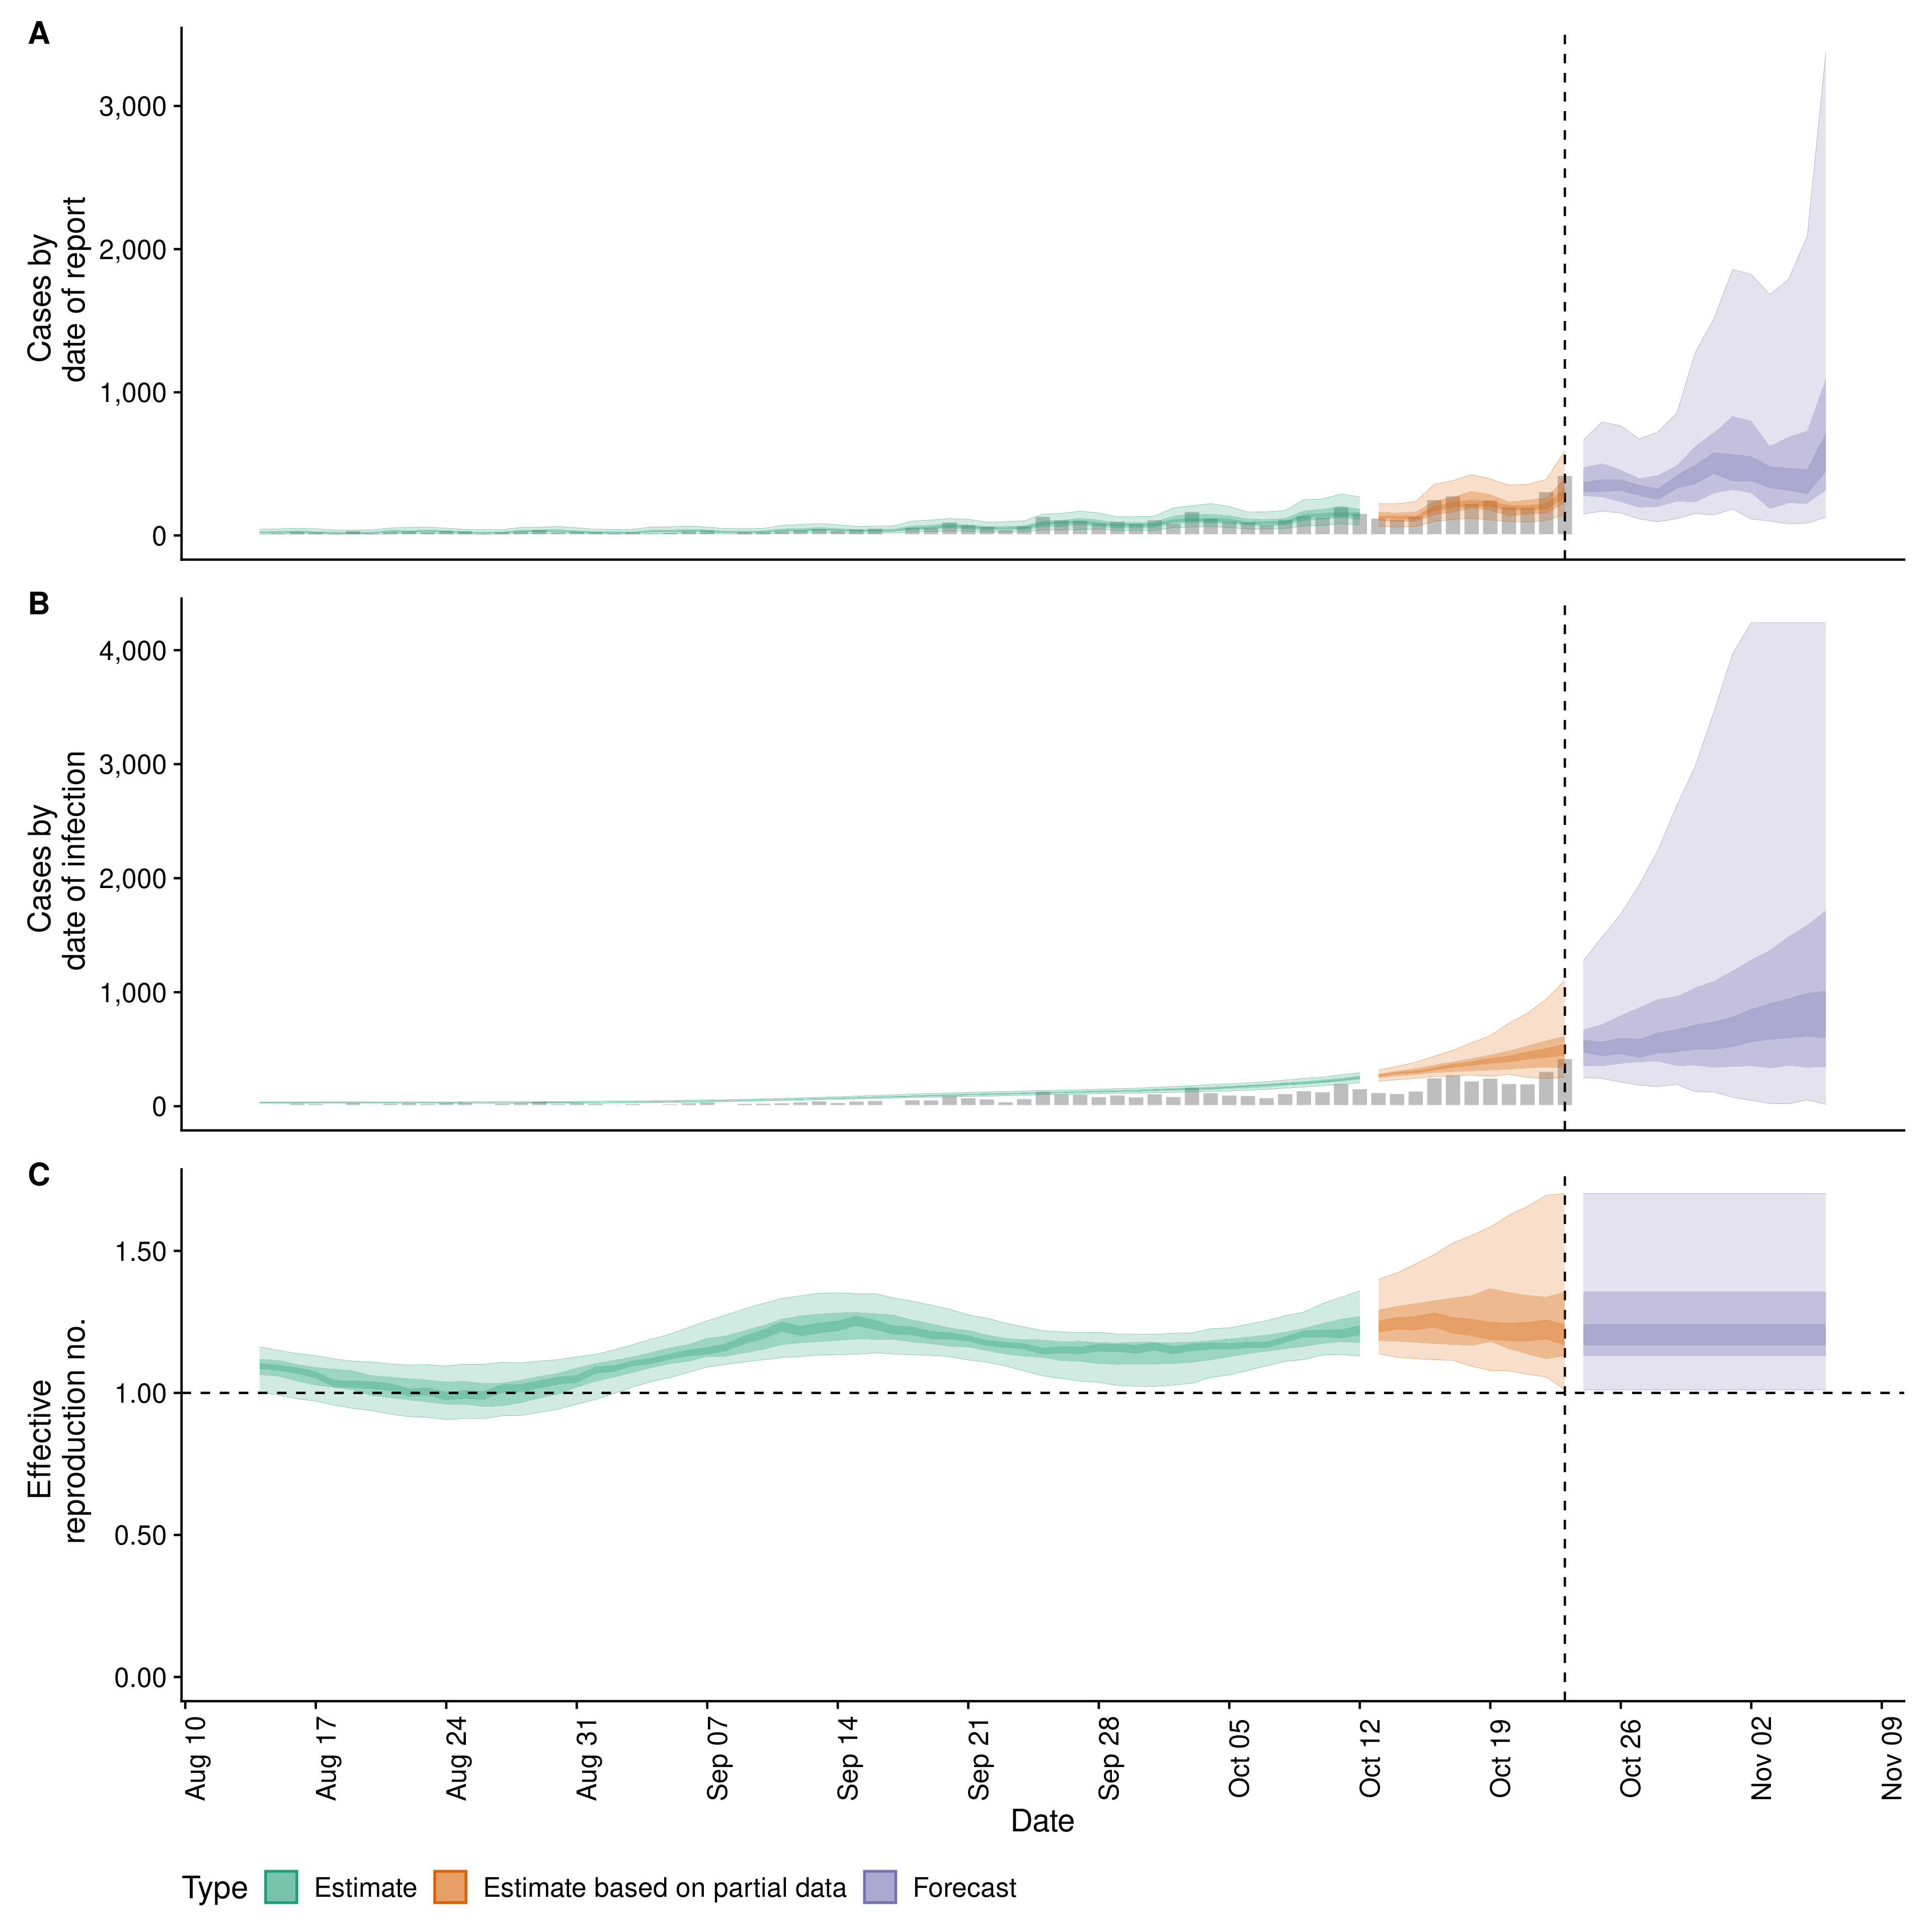 A
Cases by
date of report
3,000
2,000
1,000
0
B
Cases by
date of infection
4,000
3,000
2,000
1,000
0
C
Effective
reproduction no.
1.50
1.00
0.50
0.00
Aug 10
Aug 17
Aug 24
Aug 31
Sep 07
Sep 14
Sep 21
Sep 28
Oct 05
Oct 12
Oct 19
Oct 26
Nov 02
Nov 09
Date
Type Estimate Estimate based on partial data Forecast